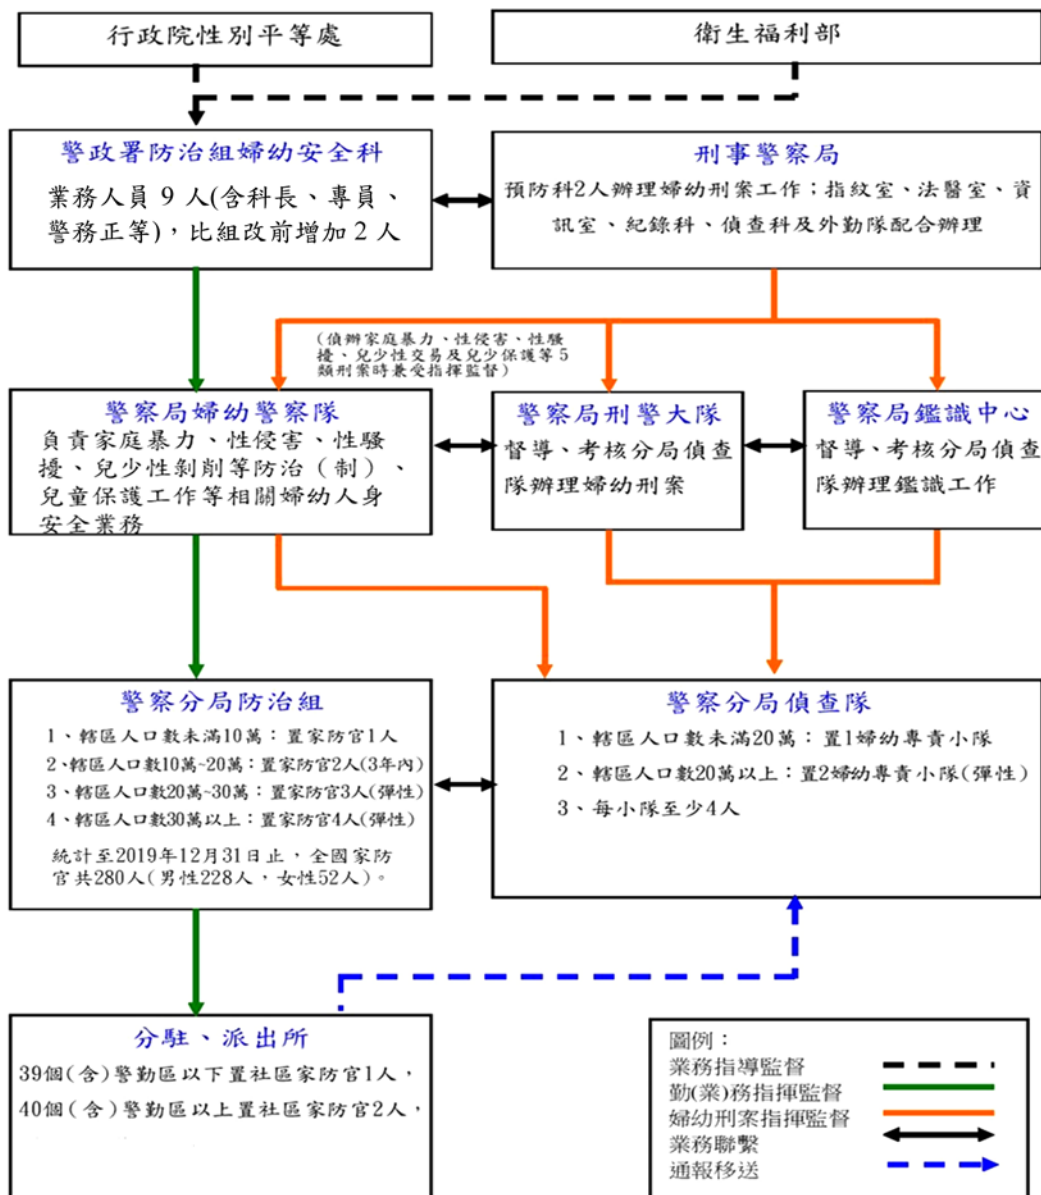 行政院性別平等處
衛生福利部
警政署防治組婦幼安全科
業務人員 9 人(含科長、專員、
警務正等)，比組改前增加 2 人
刑事警察局
預防科2人辦理婦幼刑案工作；指紋室、法醫室、資
訊室、紀錄科、偵查科及外勤隊配合辦理
(偵辦家庭暴力、性侵害、性騷
擾、兒少性交易及兒少保護等 5
類刑案時兼受指揮監督)
警察局婦幼警察隊
負責家庭暴力、性侵害、性騷
擾、兒少性剝削等防治（制）、
兒童保護工作等相關婦幼人身
安全業務
警察局刑警大隊
督導、考核分局偵查
隊辦理婦幼刑案
警察局鑑識中心
督導、考核分局偵查
隊辦理鑑識工作
警察分局防治組
1、轄區人口數未滿10萬：置家防官1人
2、轄區人口數10萬~20萬：置家防官2人(3年內)
3、轄區人口數20萬~30萬：置家防官3人(彈性)
4、轄區人口數30萬以上：置家防官4人(彈性)
統計至2019年12月31日止，全國家防
官共280人(男性228人，女性52人)。
警察分局偵查隊
1、轄區人口數未滿20萬：置1婦幼專責小隊
2、轄區人口數20萬以上：置2婦幼專責小隊(彈性)
3、每小隊至少4人
分駐、派出所
39個(含)警勤區以下置社區家防官1人，
40個(含)警勤區以上置社區家防官2人，
圖例：
業務指導監督
勤(業)務指揮監督
婦幼刑案指揮監督
業務聯繫
通報移送